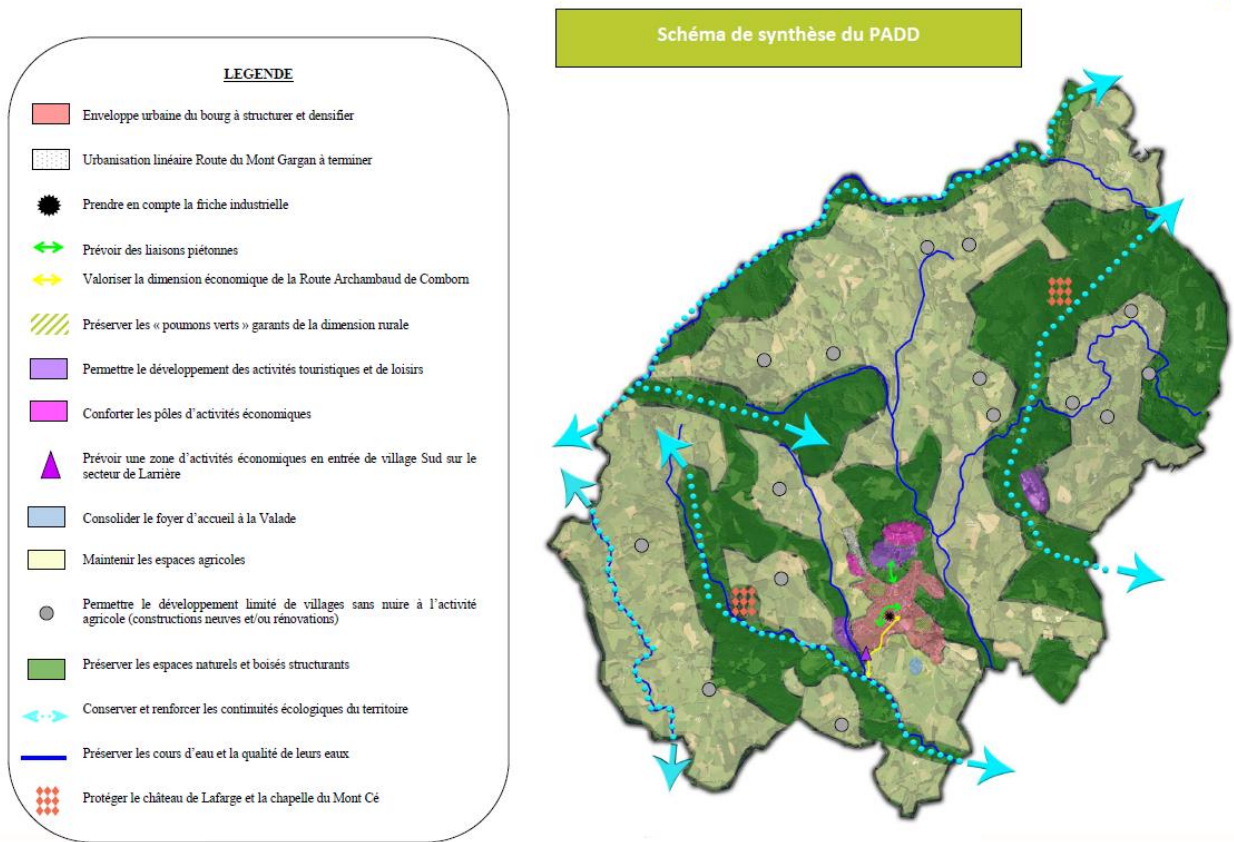 Schéma de synthèse du PADD
LEGENDE
Enveloppe urbaine du bourg à structurer et densifier
Urbanisation linéaire Route du Mont Gargan à terminer
Prendre en compte la friche industrielle
Prévoir des liaisons piétonnes
Valoriser la dimension économique de la Route Archambaud de Comborn
Préserver les « poumons verts » garants de la dimension rurale
Permettre le développement des activités touristiques et de loisirs
Conforter les pôles d'activités économiques
Prévoir une zone d'activités économiques en entrée de village Sud sur le
secteur de Larrière
Consolider le foyer d'accueil à la Valade
Maintenir les espaces agricoles
Permettre le développement limité de villages sans nuire à l'activité
agricole (constructions neuves et/ou rénovations)
Préserver les espaces naturels et boisés structurants
Conserver et renforcer les continuités écologiques du territoire
Préserver les cours d'eau et la qualité de leurs eaux
Protéger le château de Lafarge et la chapelle du Mont Cé